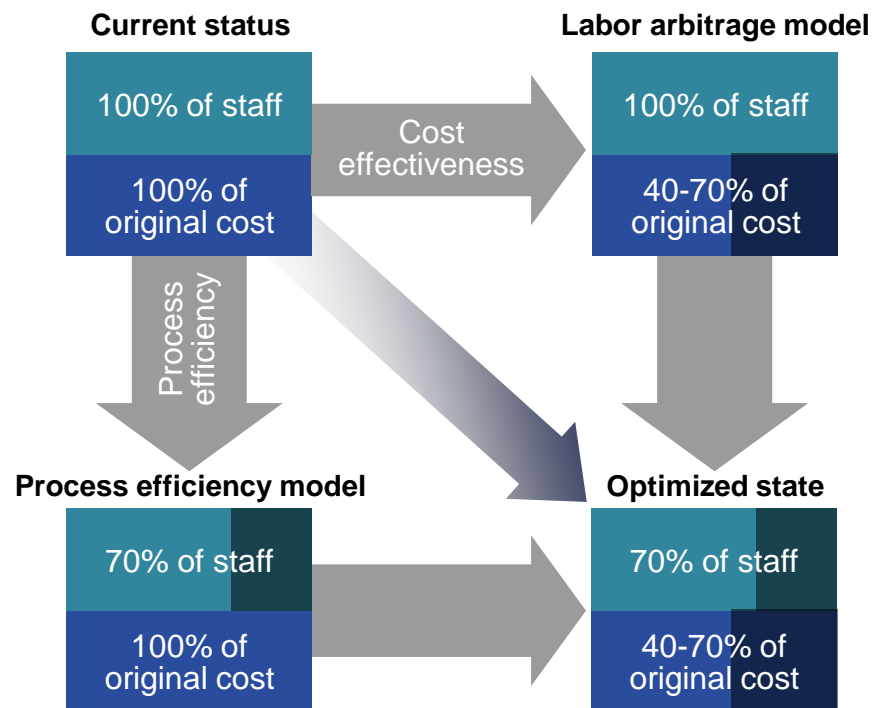 Current status
Labor arbitrage model
100% of staff
100% of
original cost
Cost
effectiveness
100% of staff
40-70% of
original cost
Process
efficiency
Process efficiency model
Optimized state
70% of staff
100% of
original cost
70% of staff
40-70% of
original cost